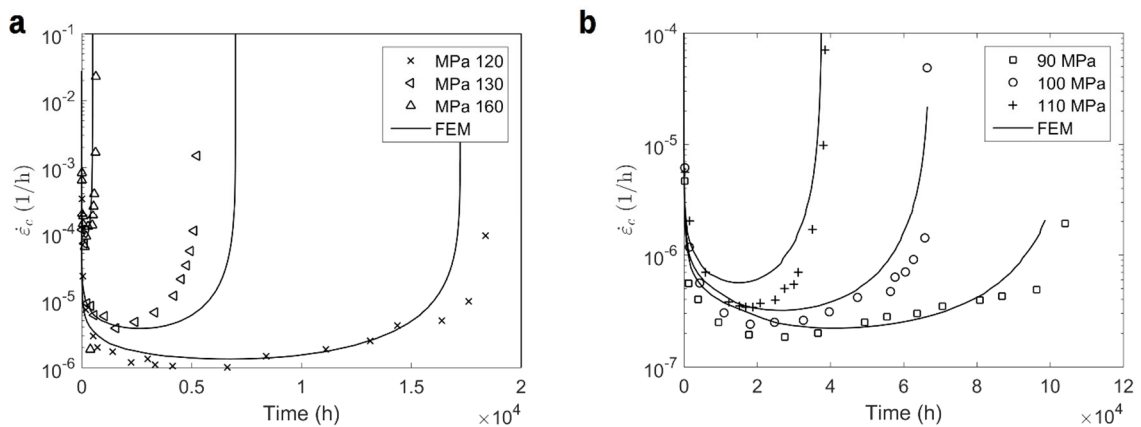 a
10^-1
10^-2
10^-3
10^-4
10^-5
10^-6
ε̇_c (1/h)
0
0.5
1
1.5
2
Time (h)
×10^4
MPa 120
MPa 130
MPa 160
FEM
b
10^-4
10^-5
10^-6
10^-7
ε̇_c (1/h)
0
2
4
6
8
10
12
Time (h)
×10^4
90 MPa
100 MPa
110 MPa
FEM